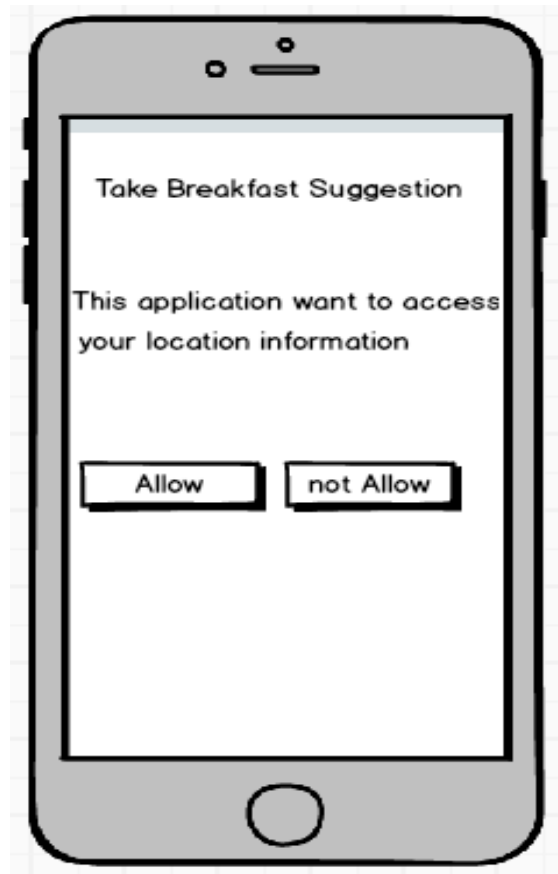 Take Breakfast Suggestion
This application want to access
your location information
Allow not Allow